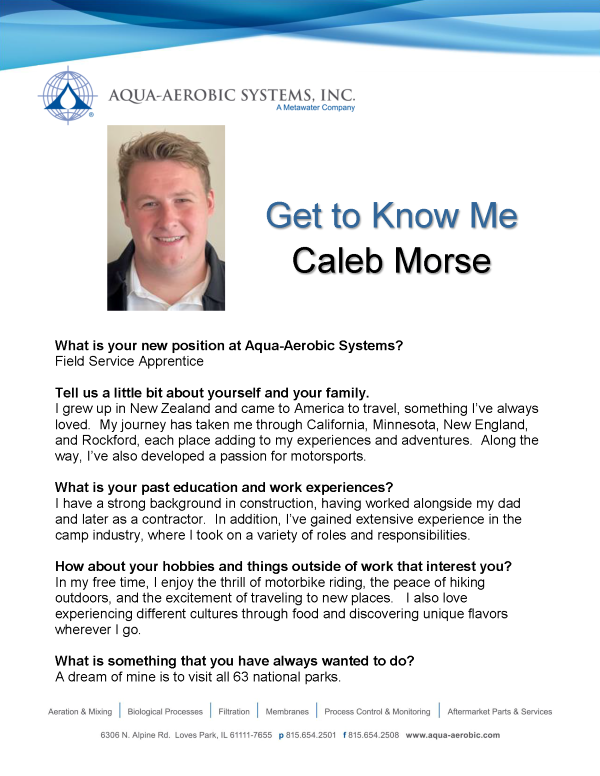 AQUA-AEROBIC SYSTEMS, INC.
A Metawater Company
®
Get to Know Me
Caleb Morse
What is your new position at Aqua-Aerobic Systems?
Field Service Apprentice
Tell us a little bit about yourself and your family.
I grew up in New Zealand and came to America to travel, something I’ve always
loved.  My journey has taken me through California, Minnesota, New England,
and Rockford, each place adding to my experiences and adventures.  Along the
way, I’ve also developed a passion for motorsports.
What is your past education and work experiences?
I have a strong background in construction, having worked alongside my dad
and later as a contractor.  In addition, I’ve gained extensive experience in the
camp industry, where I took on a variety of roles and responsibilities.
How about your hobbies and things outside of work that interest you?
In my free time, I enjoy the thrill of motorbike riding, the peace of hiking
outdoors, and the excitement of traveling to new places.   I also love
experiencing different cultures through food and discovering unique flavors
wherever I go.
What is something that you have always wanted to do?
A dream of mine is to visit all 63 national parks.
Aeration & Mixing | Biological Processes | Filtration | Membranes | Process Control & Monitoring | Aftermarket Parts & Services
6306 N. Alpine Rd.  Loves Park, IL 61111-7655  p 815.654.2501  f 815.654.2508  www.aqua-aerobic.com